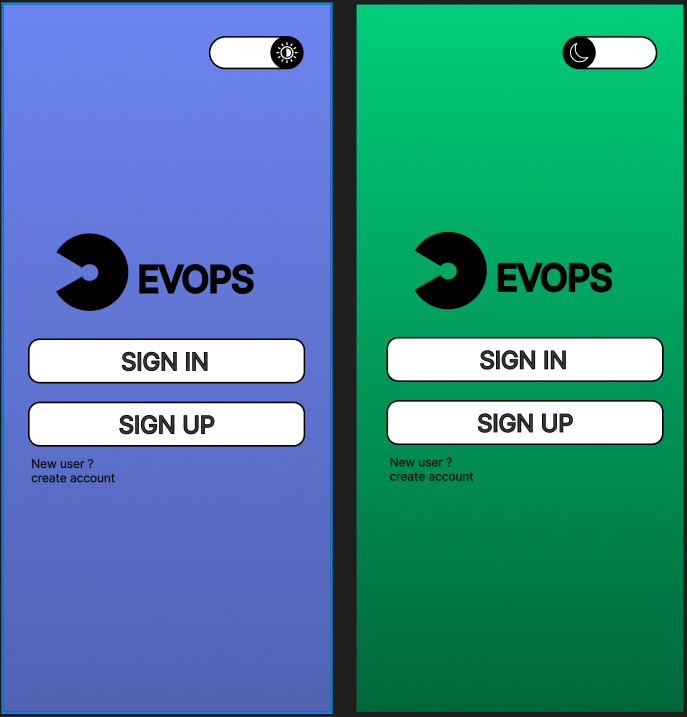 EVOPS
SIGN IN
SIGN UP
New user ?
create account
EVOPS
SIGN IN
SIGN UP
New user ?
create account